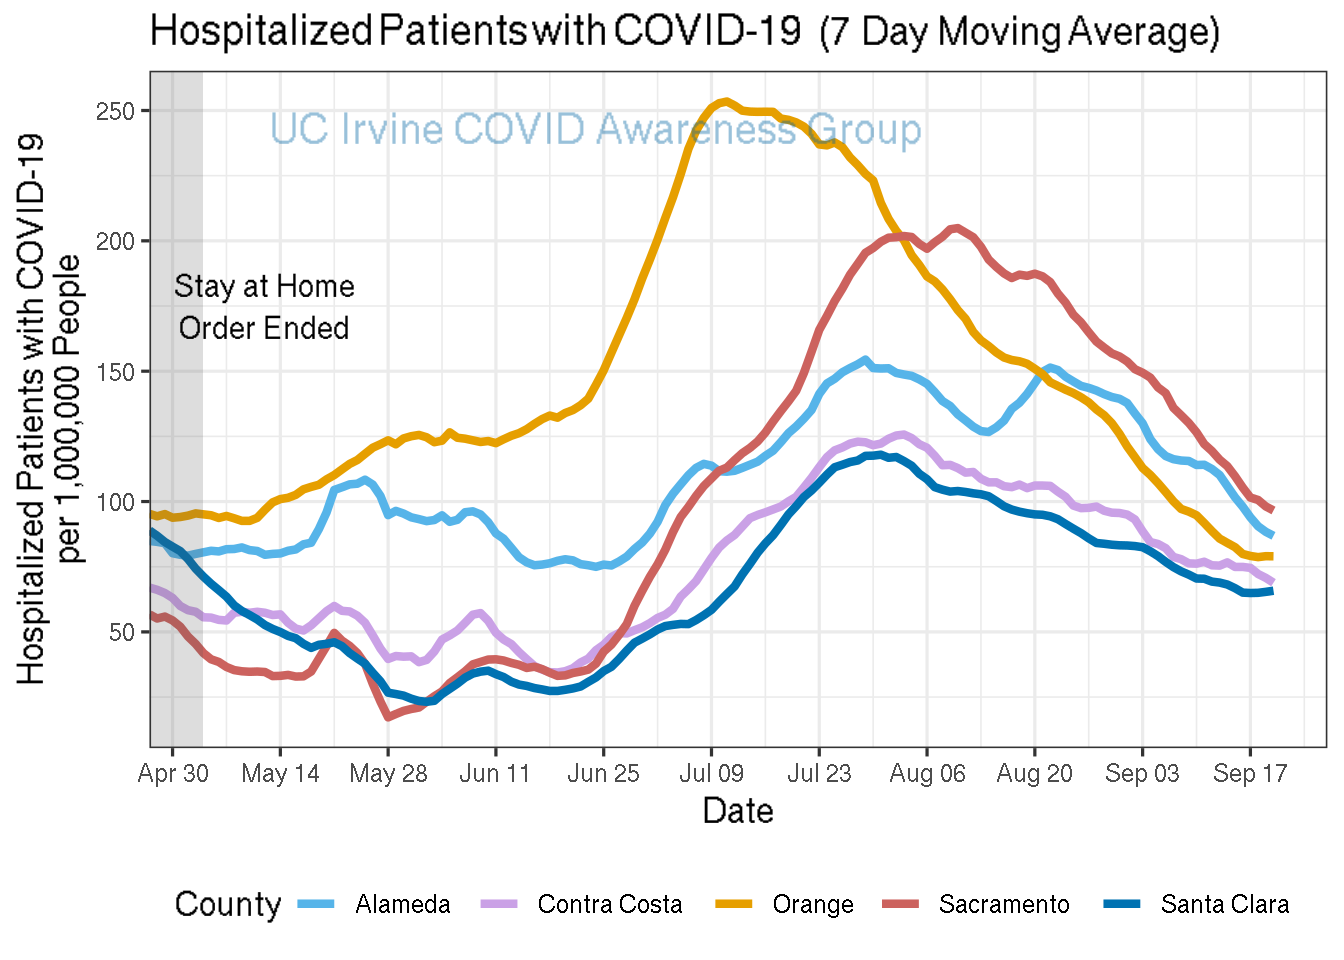 Hospitalized Patients with COVID-19 (7 Day Moving Average)
Hospitalized Patients with COVID-19
per 1,0000,000 People
250
200
150
100
50
UC Irvine COVID Awareness Group
Stay at Home
Order Ended
Apr 30 May 14 May 28 Jun 11 Jun 25 Jul 09 Jul 23 Aug 06 Aug 20 Sep 03 Sep 17
Date
County Alameda Contra Costa Orange Sacramento Santa Clara